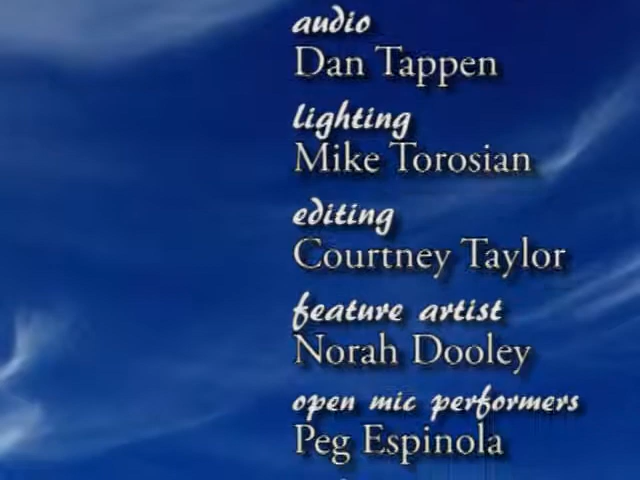 audio
Dan Tappen
lighting
Mike Torosian
editing
Courtney Taylor
feature artist
Norah Dooley
open mic performers
Peg Espinola